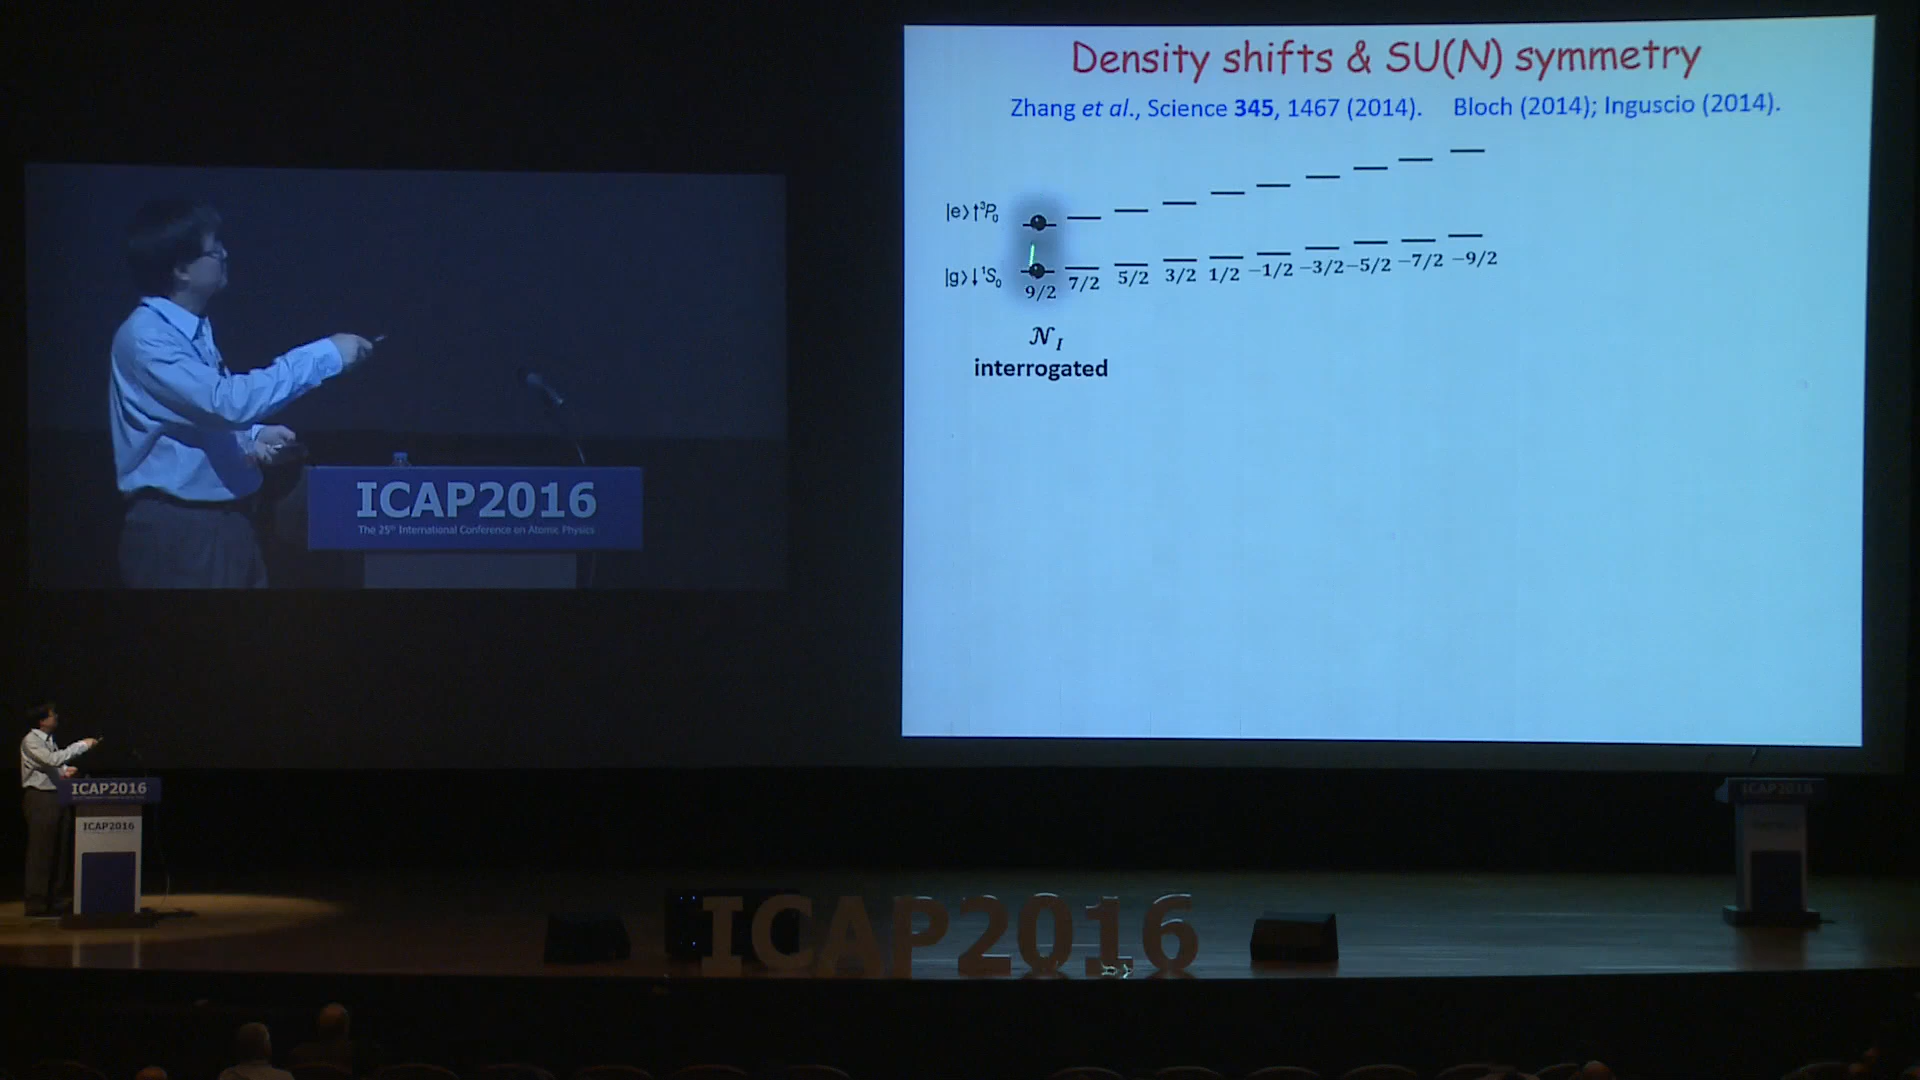 Density shifts & SU(N) symmetry
Zhang et al., Science 345, 1467 (2014). Bloch (2014); Inguscio (2014).
|e⟩↑³P₀
|g⟩↓¹S₀
9/2 7/2 5/2 3/2 1/2 −1/2 −3/2 −5/2 −7/2 −9/2
𝒩I
interrogated
ICAP2016
The 25th International Conference on Atomic Physics
ICAP2016
ICAP2016
ICAP2016
ICAP2016